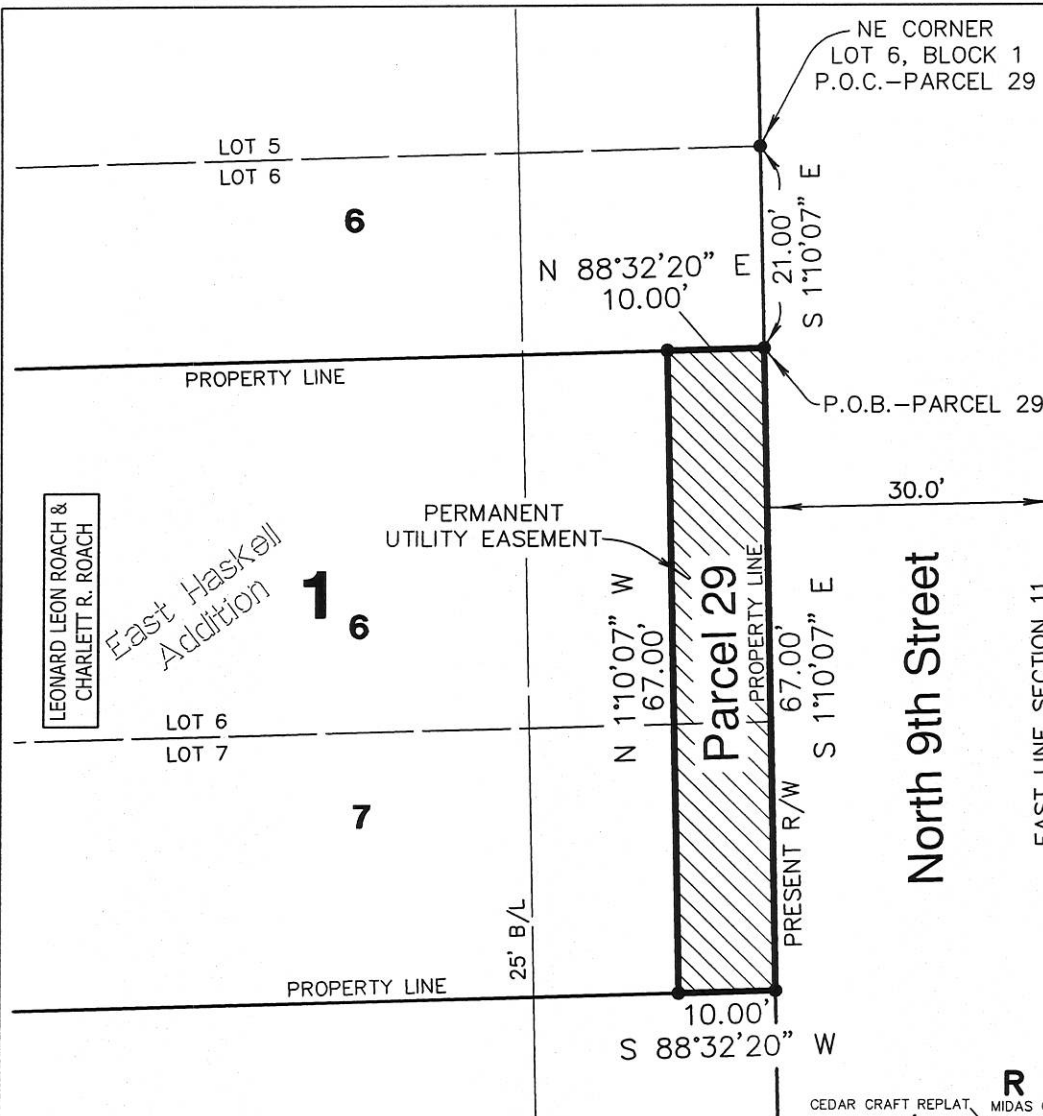 NE CORNER
LOT 6, BLOCK 1
P.O.C.-PARCEL 29
LOT 5
LOT 6
6
21.00'
S 1°10'07" E
N 88°32'20" E
10.00'
PROPERTY LINE
P.O.B.-PARCEL 29
30.0'
PERMANENT
UTILITY EASEMENT
LEONARD LEON ROACH &
CHARLETT R. ROACH
East Haskell
Addition
1
6
N 1°10'07" W
67.00'
Parcel 29
PROPERTY LINE
67.00'
S 1°10'07" E
North 9th Street
EAST LINE SECTION 11
LOT 6
LOT 7
7
PRESENT R/W
25' B/L
PROPERTY LINE
10.00'
S 88°32'20" W
R
CEDAR CRAFT REPLAT
MIDAS